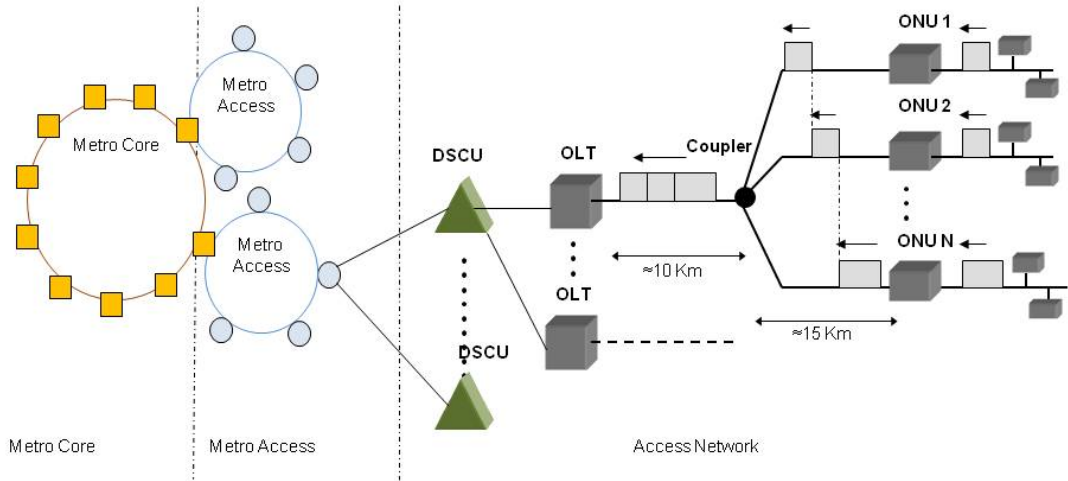 ONU 1
Metro
Access
Metro Core
ONU 2
DSCU
OLT
Coupler
Metro
Access
ONU N
≈10 Km
OLT
≈15 Km
DSCU
Metro Core
Metro Access
Access Network